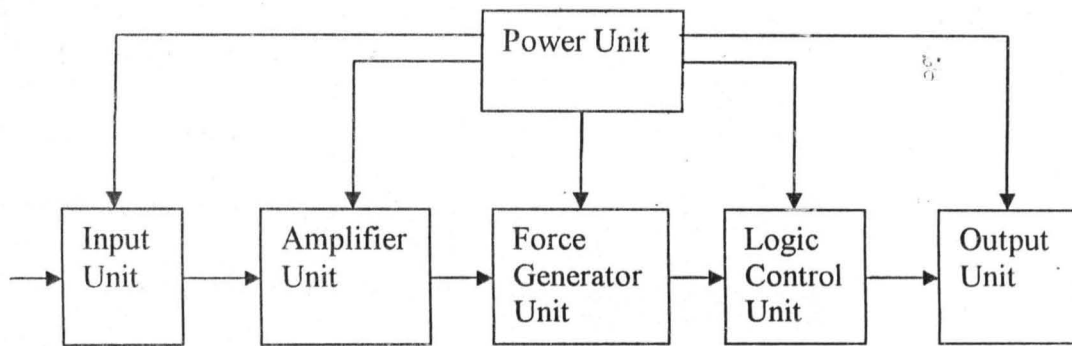 Power Unit
Input
Unit
Amplifier
Unit
Force
Generator
Unit
Logic
Control
Unit
Output
Unit